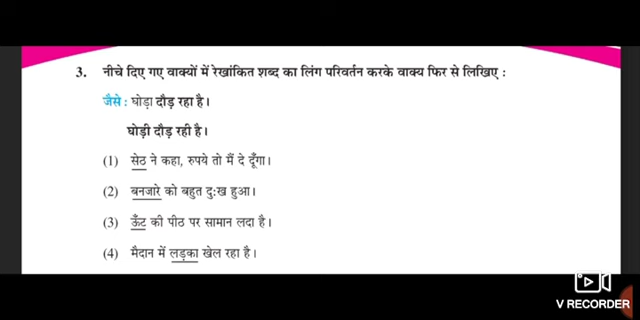 3. नीचे दिए गए वाक्यों में रेखांकित शब्द का लिंग परिवर्तन करके वाक्य फिर से लिखिए :
जैसे : घोड़ा दौड़ रहा है।
घोड़ी दौड़ रही है।
(1) सेठ ने कहा, रुपये तो मैं दे दूँगा।
(2) बनजारे को बहुत दुःख हुआ।
(3) ऊँट की पीठ पर सामान लदा है।
(4) मैदान में लड़का खेल रहा है।
V RECORDER